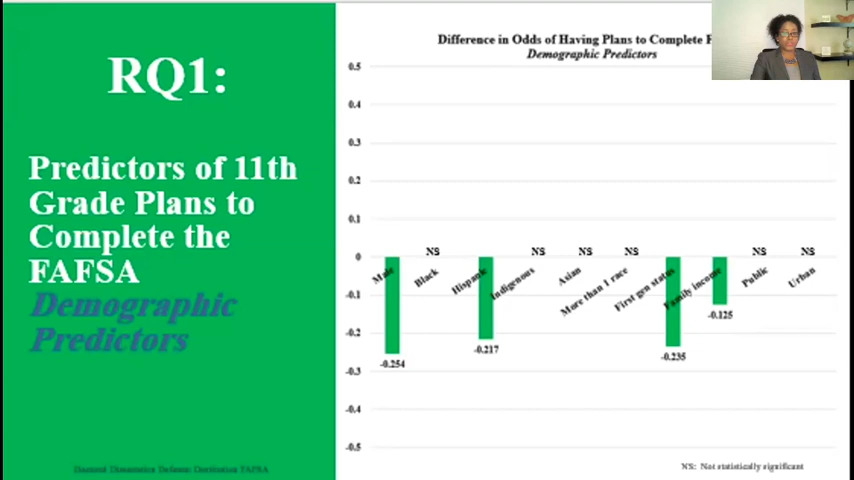 RQ1:
Predictors of 11th
Grade Plans to
Complete the
FAFSA
Demographic
Predictors
Difference in Odds of Having Plans to Complete
Demographic Predictors
0.5
0.4
0.3
0.2
0.1
0
-0.1
-0.2
-0.3
-0.4
-0.5
Male
Black
Hispanic
Indigenous
Asian
More than 1 race
First gen status
Family income
Public
Urban
NS
NS
NS
NS
NS
NS
-0.254
-0.217
-0.235
-0.125
NS: Not statistically significant
Doctoral Dissertation Defense: FAFSA